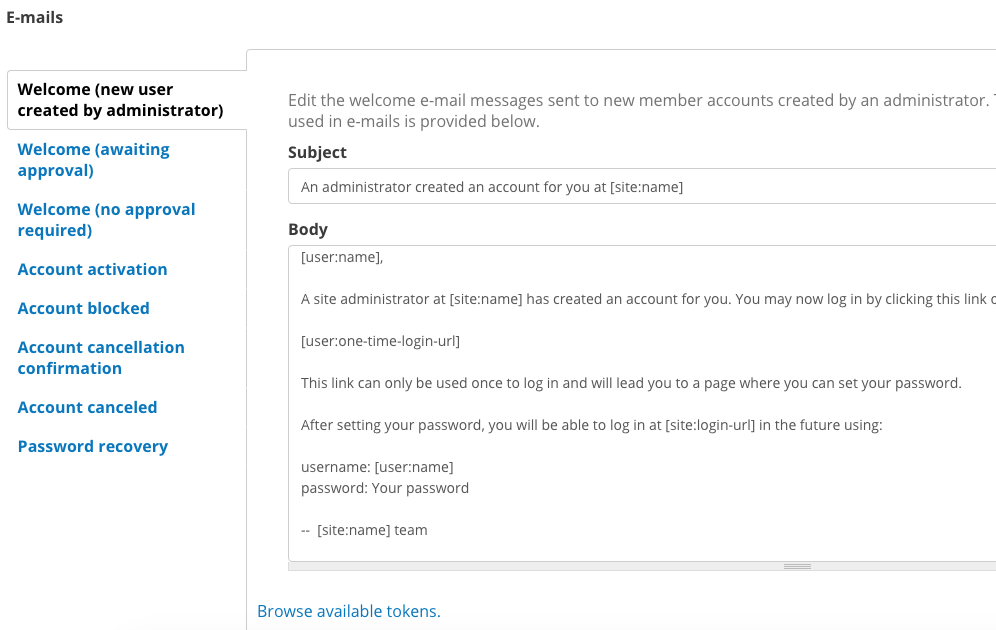 E-mails
Welcome (new user
created by administrator)
Welcome (awaiting
approval)
Welcome (no approval
required)
Account activation
Account blocked
Account cancellation
confirmation
Account canceled
Password recovery
Edit the welcome e-mail messages sent to new member accounts created by an administrator.
used in e-mails is provided below.
Subject
An administrator created an account for you at [site:name]
Body
[user:name],
A site administrator at [site:name] has created an account for you. You may now log in by clicking this link
[user:one-time-login-url]
This link can only be used once to log in and will lead you to a page where you can set your password.
After setting your password, you will be able to log in at [site:login-url] in the future using:
username: [user:name]
password: Your password
-- [site:name] team
Browse available tokens.